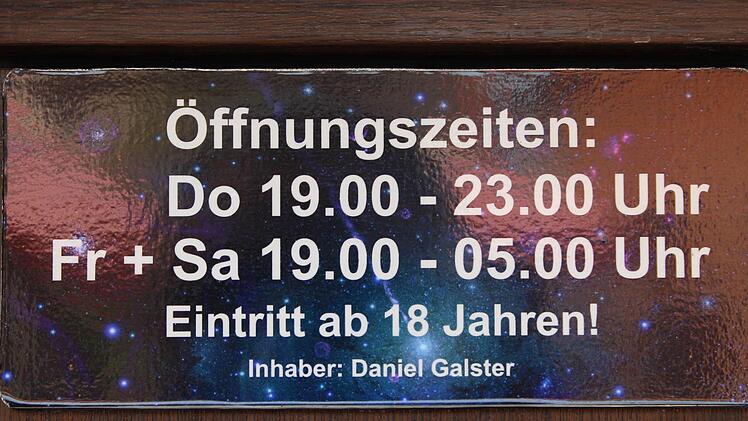 Öffnungszeiten:
Do 19.00 - 23.00 Uhr
Fr + Sa 19.00 - 05.00 Uhr
Eintritt ab 18 Jahren!
Inhaber: Daniel Galster